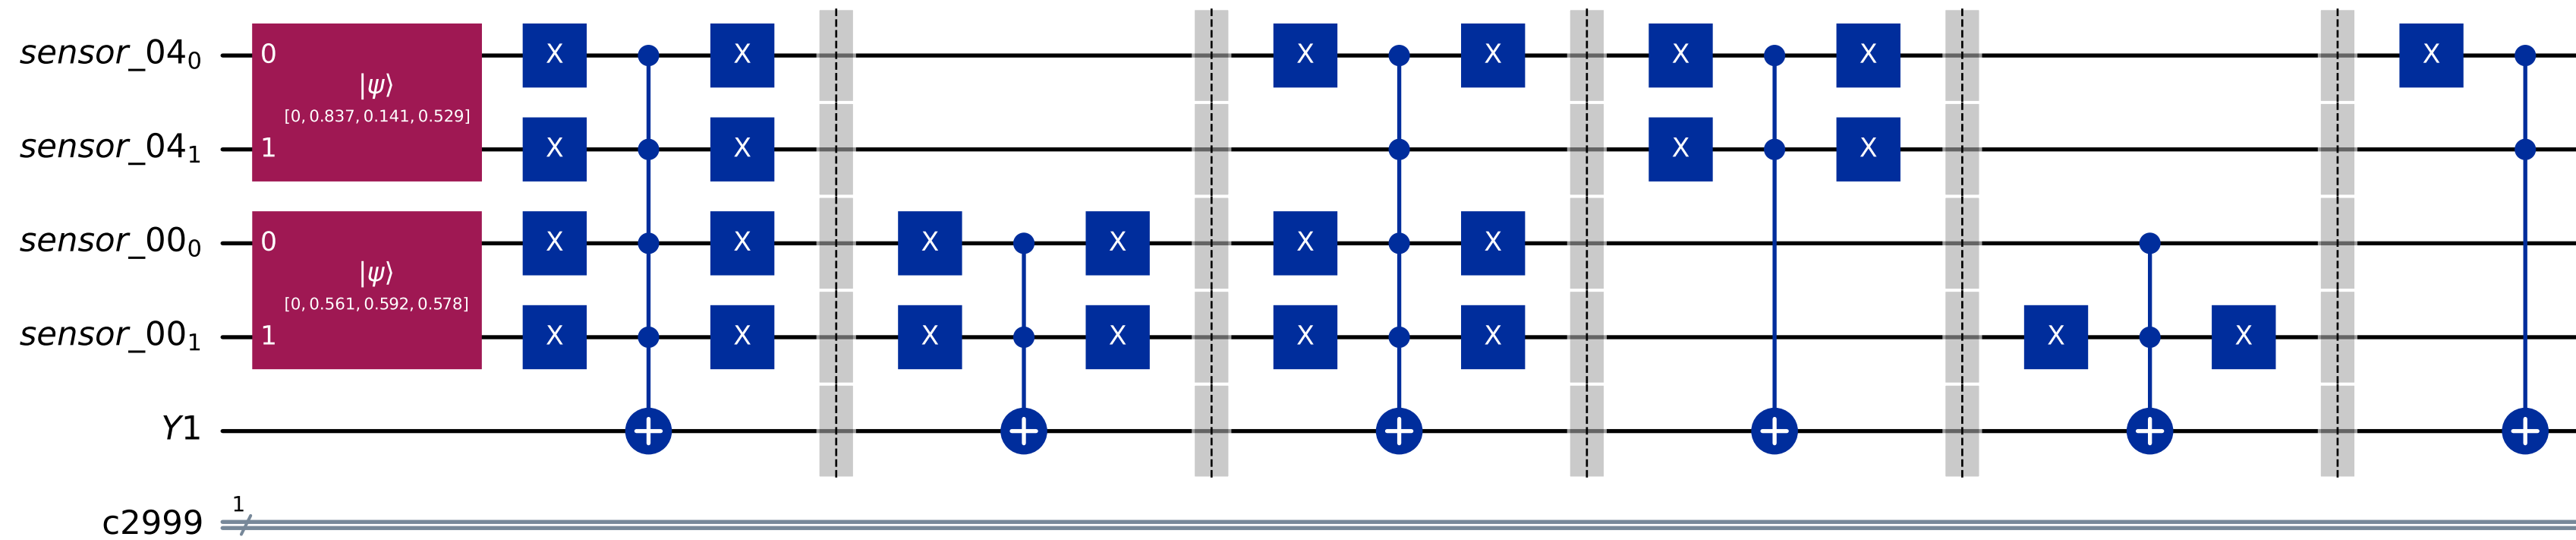 sensor_04₀ 0 X X X X X X X
|ψ⟩
[0, 0.837, 0.141, 0.529]
sensor_04₁ 1 X X X X
sensor_00₀ 0 X X X X X X
|ψ⟩
[0, 0.561, 0.592, 0.578]
sensor_00₁ 1 X X X X X X X X
Y1
1
c2999